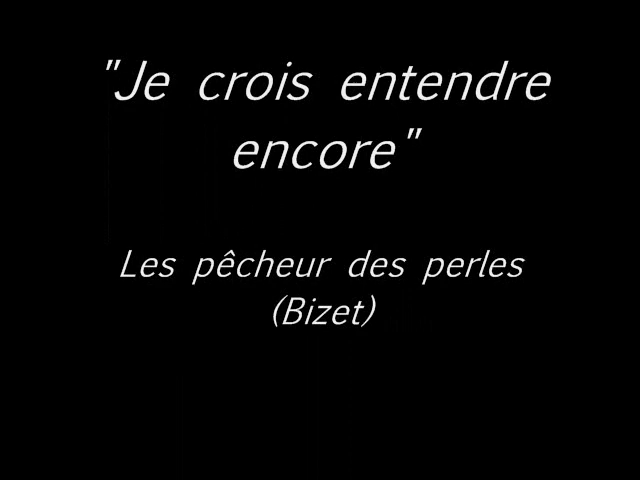 "Je crois entendre
encore"
Les pêcheur des perles
(Bizet)